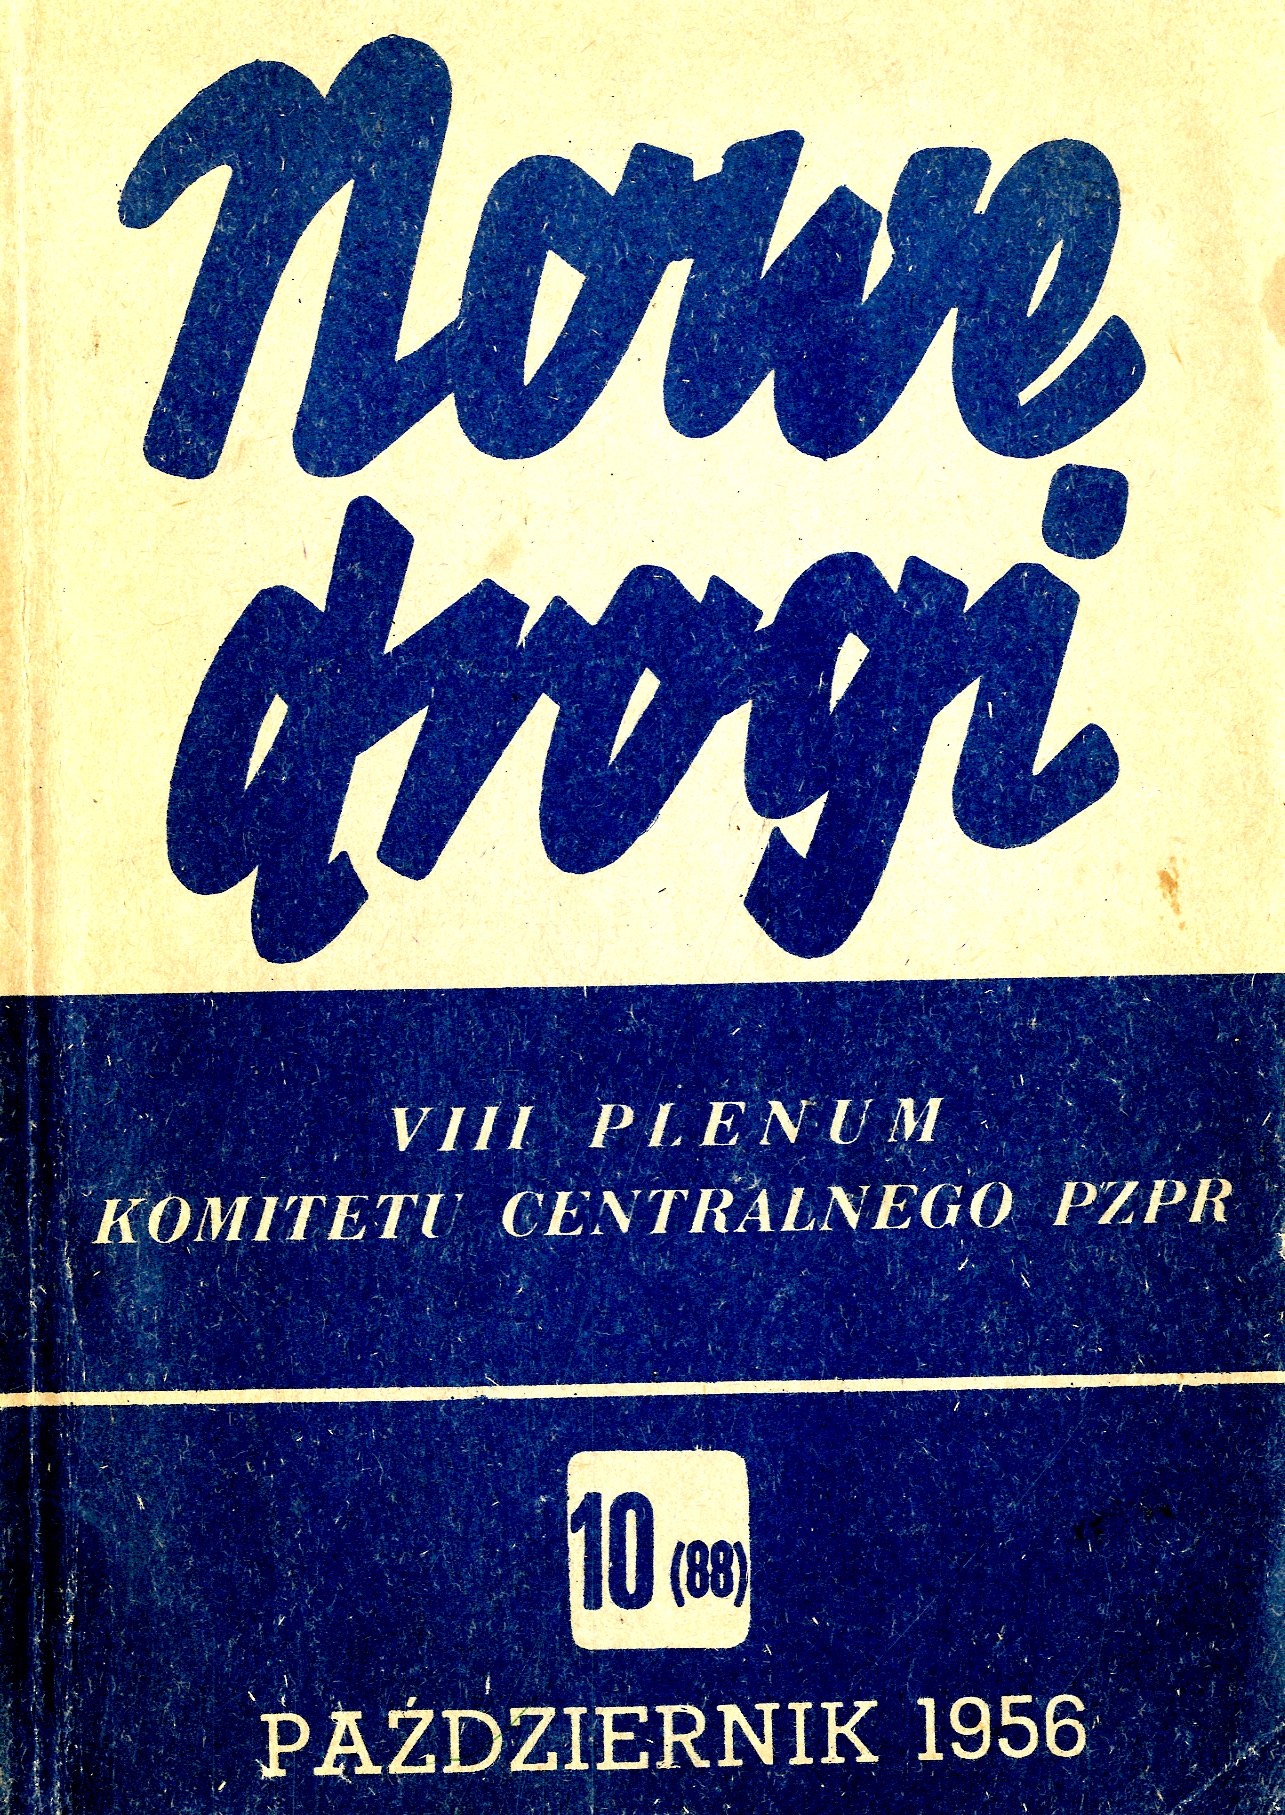 Nowe
drogi
VIII PLENUM
KOMITETU CENTRALNEGO PZPR
10 (88)
PAŹDZIERNIK 1956